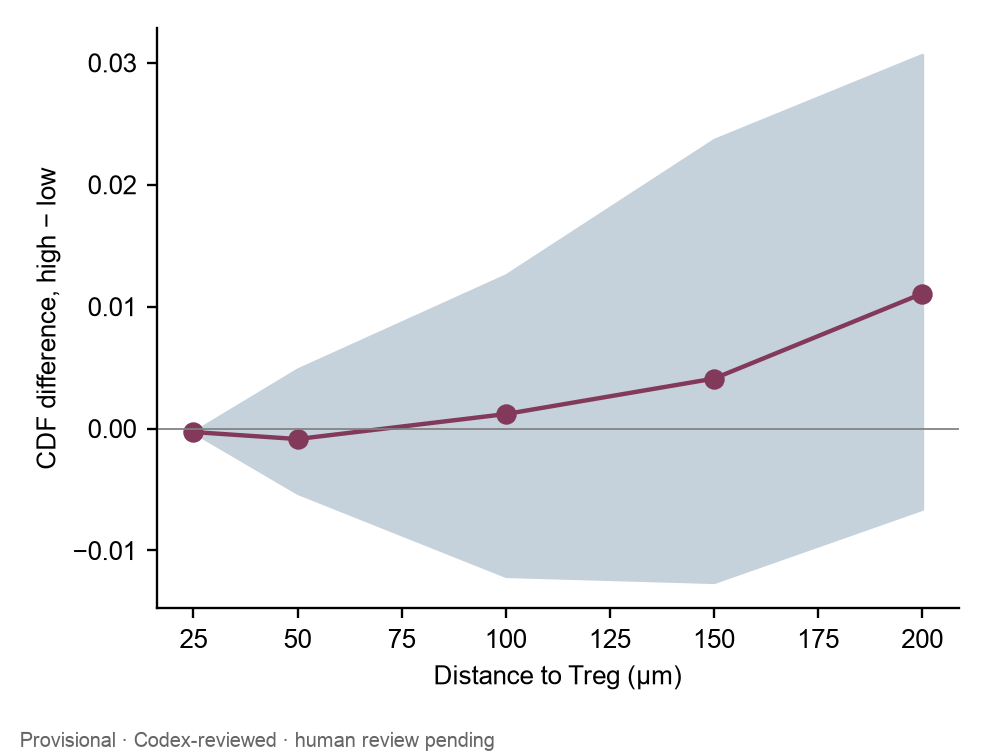 0.03
0.02
0.01
0.00
−0.01
CDF difference, high − low
25 50 75 100 125 150 175 200
Distance to Treg (μm)
Provisional · Codex-reviewed · human review pending